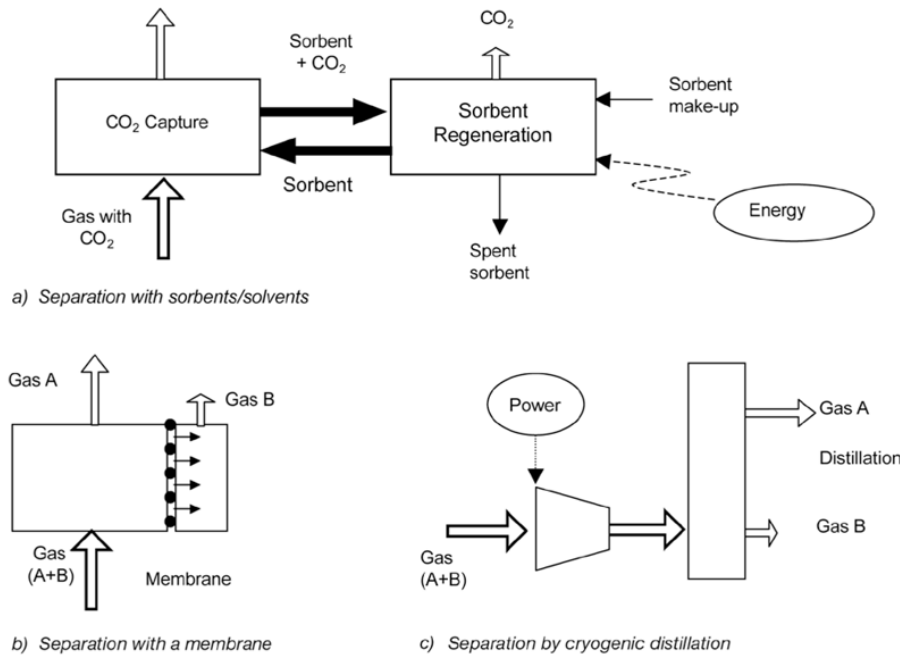 CO₂
Sorbent
+ CO₂
Sorbent
make-up
CO₂ Capture
Sorbent
Regeneration
Sorbent
Gas with
CO₂
Energy
Spent
sorbent
a) Separation with sorbents/solvents
Gas A
Gas B
Power
Gas A
Distillation
Gas B
Gas
(A+B)
Membrane
Gas
(A+B)
b) Separation with a membrane
c) Separation by cryogenic distillation